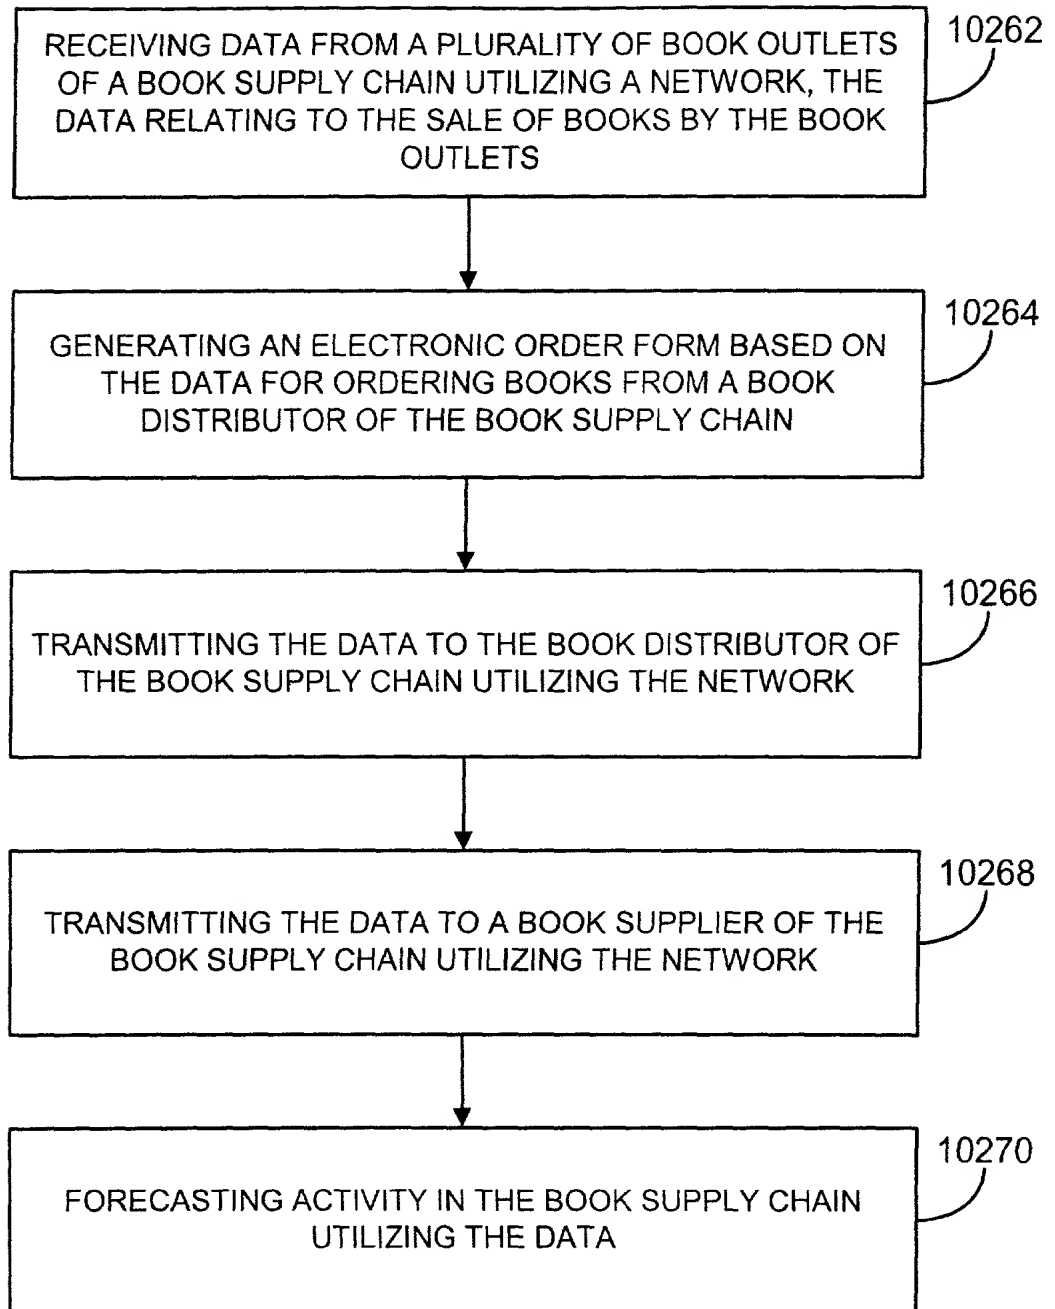 RECEIVING DATA FROM A PLURALITY OF BOOK OUTLETS
OF A BOOK SUPPLY CHAIN UTILIZING A NETWORK, THE
DATA RELATING TO THE SALE OF BOOKS BY THE BOOK
OUTLETS
10262
GENERATING AN ELECTRONIC ORDER FORM BASED ON
THE DATA FOR ORDERING BOOKS FROM A BOOK
DISTRIBUTOR OF THE BOOK SUPPLY CHAIN
10264
TRANSMITTING THE DATA TO THE BOOK DISTRIBUTOR OF
THE BOOK SUPPLY CHAIN UTILIZING THE NETWORK
10266
TRANSMITTING THE DATA TO A BOOK SUPPLIER OF THE
BOOK SUPPLY CHAIN UTILIZING THE NETWORK
10268
FORECASTING ACTIVITY IN THE BOOK SUPPLY CHAIN
UTILIZING THE DATA
10270